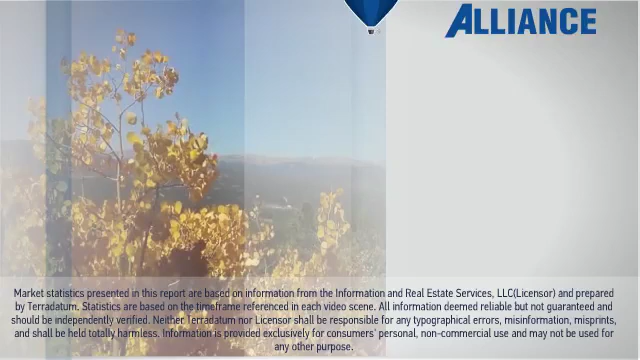 ALLIANCE
Market statistics presented in this report are based on information from the Information and Real Estate Services, LLC(Licensor) and prepared
by Terradatum. Statistics are based on the timeframe referenced in each video scene. All information deemed reliable but not guaranteed and
should be independently verified. Neither Terradatum nor Licensor shall be responsible for any typographical errors, misinformation, misprints,
and shall be held totally harmless. Information is provided exclusively for consumers' personal, non-commercial use and may not be used for
any other purpose.